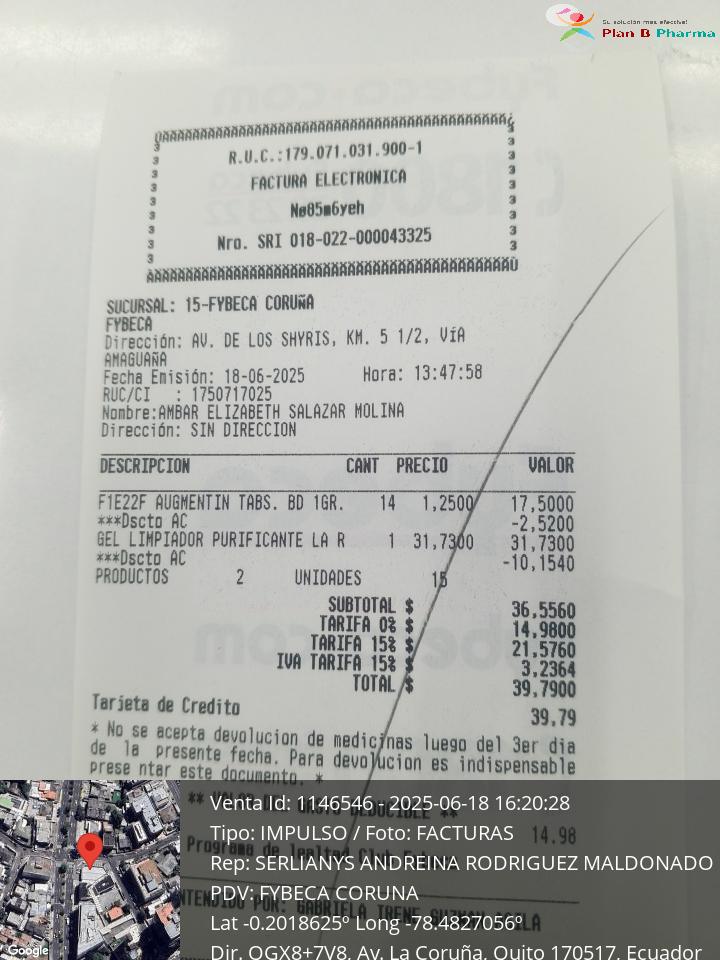 Su solución mas efectiva!
Plan B Pharma
R.U.C.:179.071.031.900-1
FACTURA ELECTRONICA
Nø85m6yeh
Nro. SRI 018-022-000043325
SUCURSAL: 15-FYBECA CORUÑA
FYBECA
Dirección: AV. DE LOS SHYRIS, KM. 5 1/2, VíA
AMAGUAÑA
Fecha Emisión: 18-06-2025 Hora: 13:47:58
RUC/CI : 1750717025
Nombre:AMBAR ELIZABETH SALAZAR MOLINA
Dirección: SIN DIRECCION
DESCRIPCION CANT PRECIO VALOR
F1E22F AUGMENTIN TABS. BD 1GR. 14 1,2500 17,5000
***Dscto AC -2,5200
GEL LIMPIADOR PURIFICANTE LA R 1 31,7300 31,7300
***Dscto AC -10,1540
PRODUCTOS 2 UNIDADES 15
SUBTOTAL $ 36,5560
TARIFA 0% $ 14,9800
TARIFA 15% $ 21,5760
IVA TARIFA 15% $ 3,2364
TOTAL $ 39,7900
Tarjeta de Credito 39.79
* No se acepta devolucion de medicinas luego del 3er dia
de la presente fecha. Para devolucion es indispensable
prese ntar este documento. *
14.98
Venta Id: 1146546 - 2025-06-18 16:20:28
Tipo: IMPULSO / Foto: FACTURAS
Rep: SERLIANYS ANDREINA RODRIGUEZ MALDONADO
PDV: FYBECA CORUNA
Lat -0.2018625º Long -78.4827056º
Dir. QGX8+7V8, Av. La Coruña, Quito 170517, Ecuador
Google